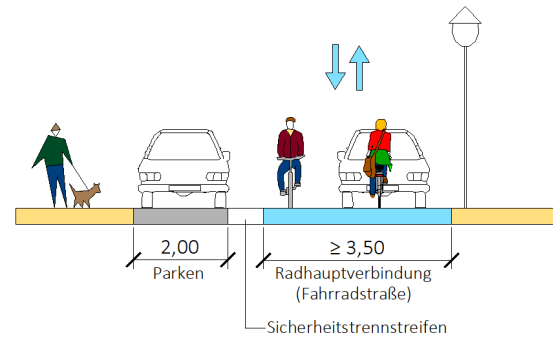 2,00
Parken
≥ 3,50
Radhauptverbindung
(Fahrradstraße)
Sicherheitstrennstreifen